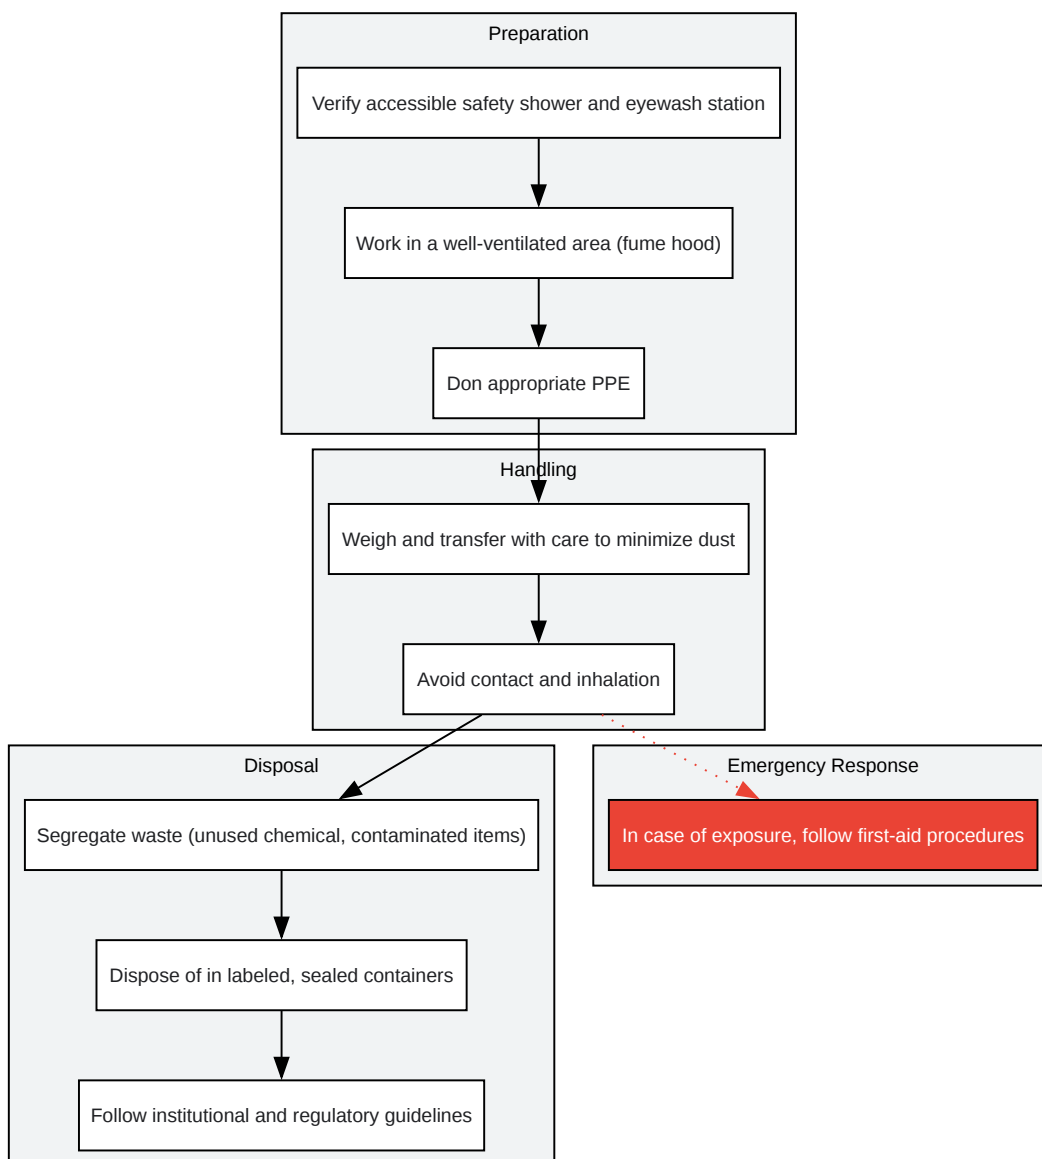 Preparation
Verify accessible safety shower and eyewash station
Work in a well-ventilated area (fume hood)
Don appropriate PPE
Handling
Weigh and transfer with care to minimize dust
Avoid contact and inhalation
Disposal
Segregate waste (unused chemical, contaminated items)
Dispose of in labeled, sealed containers
Follow institutional and regulatory guidelines
Emergency Response
In case of exposure, follow first-aid procedures